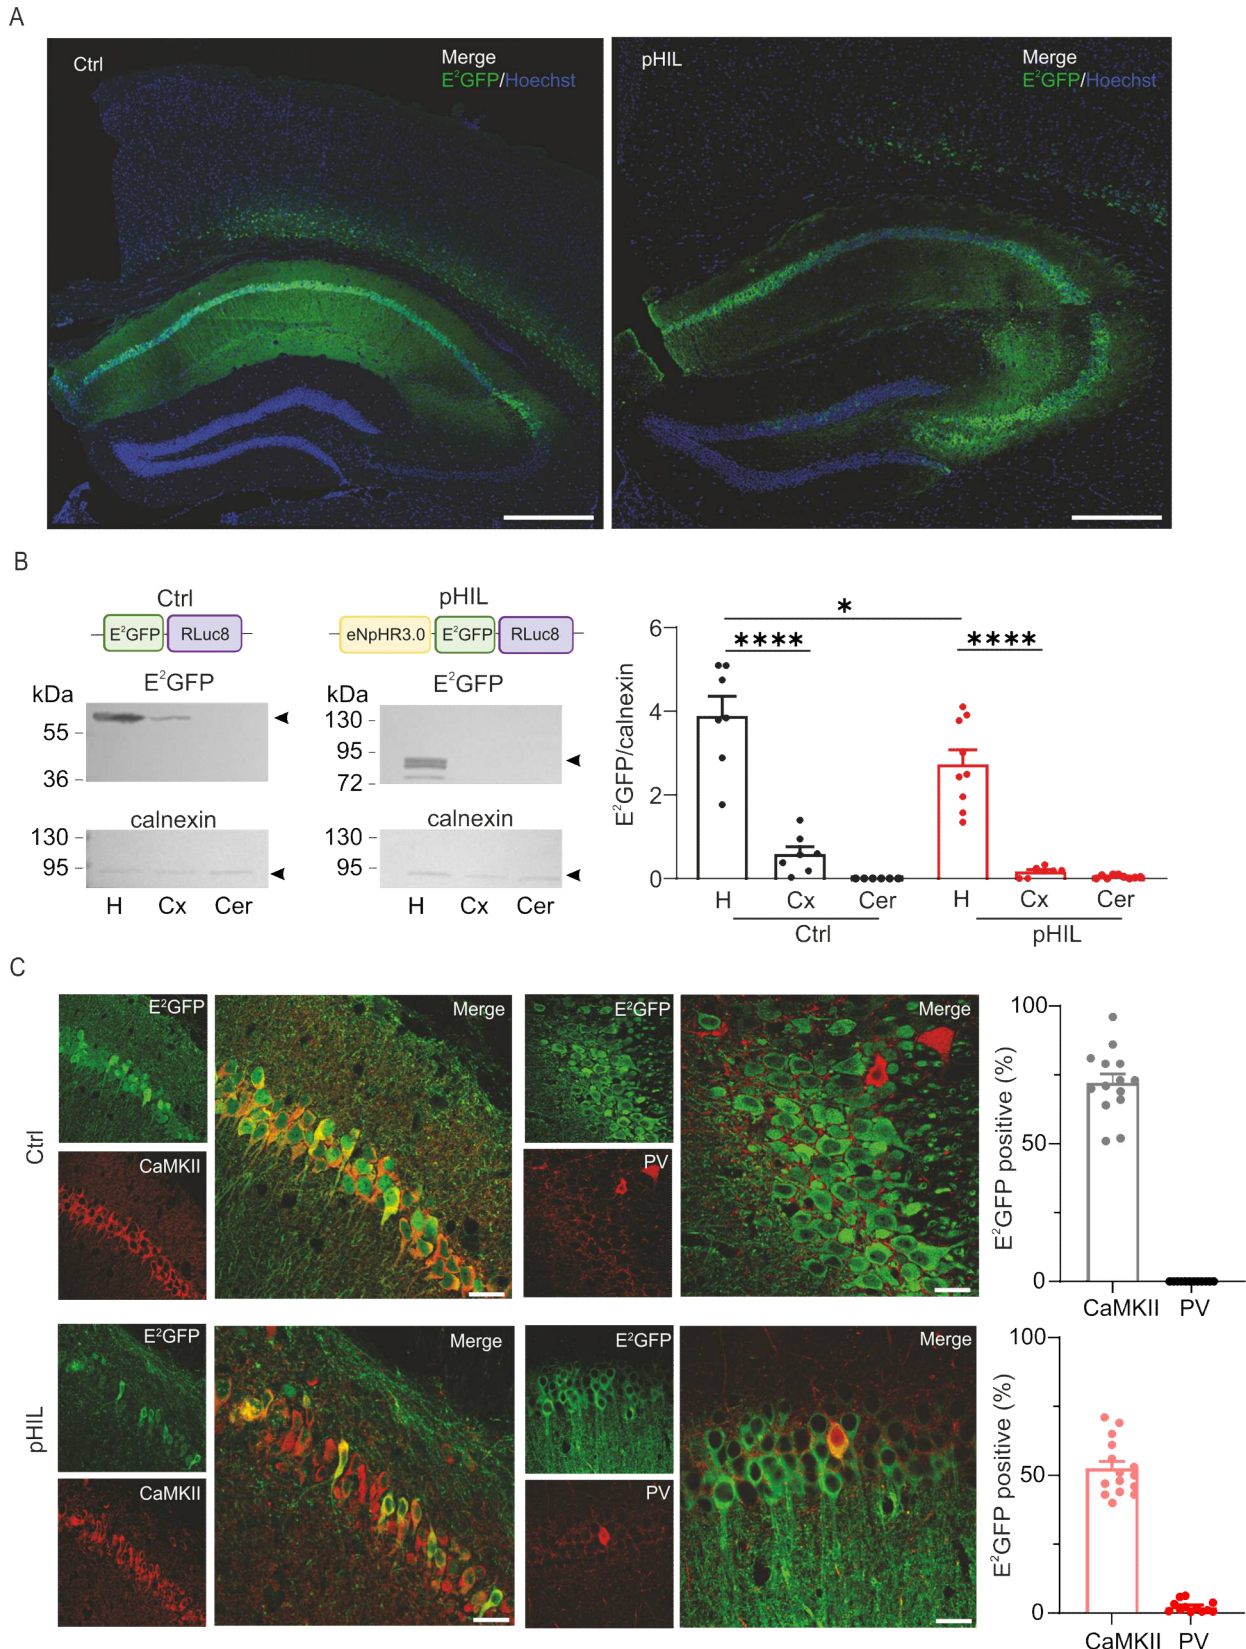 A
Ctrl
Merge
E²GFP/Hoechst
pHIL
Merge
E²GFP/Hoechst
B
Ctrl
E²GFP RLuc8
pHIL
eNpHR3.0 E²GFP RLuc8
E²GFP
kDa
55
36
calnexin
130
95
H Cx Cer
E²GFP
kDa
130
95
72
calnexin
130
95
H Cx Cer
E²GFP/calnexin
6
4
2
0
*
****
****
H Cx Cer H Cx Cer
Ctrl pHIL
C
Ctrl
E²GFP
CaMKII
Merge
E²GFP
PV
Merge
E²GFP positive (%)
100
50
0
CaMKII PV
pHIL
E²GFP
CaMKII
Merge
E²GFP
PV
Merge
E²GFP positive (%)
100
50
0
CaMKII PV